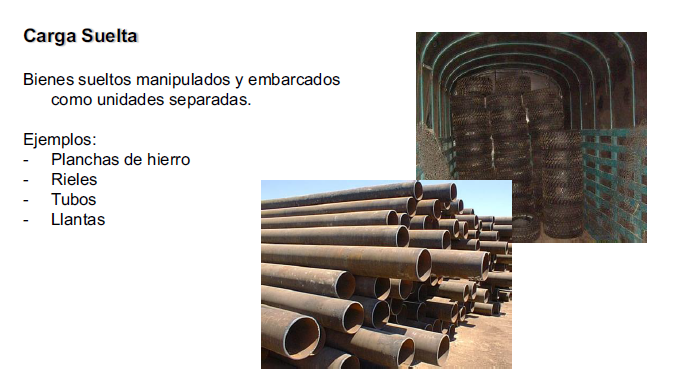 Carga Suelta
Bienes sueltos manipulados y embarcados
como unidades separadas.
Ejemplos:
- Planchas de hierro
- Rieles
- Tubos
- Llantas